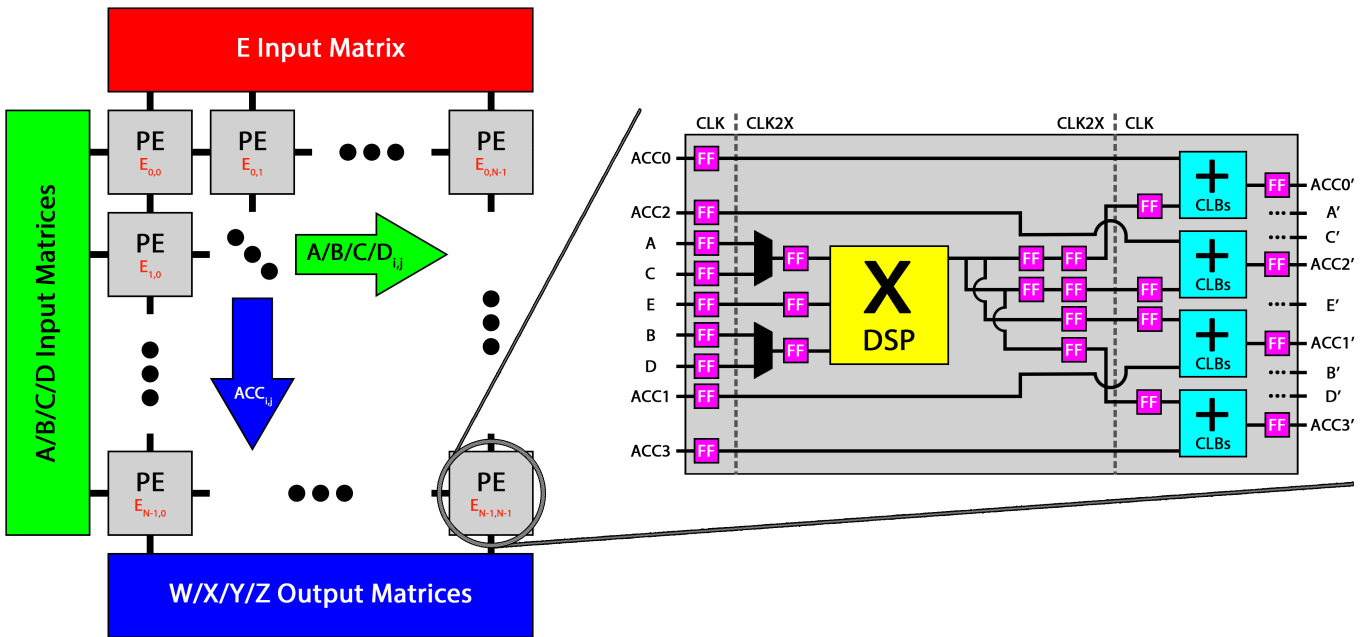 E Input Matrix
A/B/C/D Input Matrices
PE
E0,0
PE
E0,1
PE
E0,N-1
PE
E1,0
A/B/C/Di,j
ACCi,j
PE
EN-1,0
PE
EN-1,N-1
W/X/Y/Z Output Matrices
CLK
CLK2X
CLK2X
CLK
ACC0
FF
ACC2
FF
A
FF
C
FF
E
FF
B
FF
D
FF
ACC1
FF
ACC3
FF
FF
FF
FF
X
DSP
FF
FF
FF
FF
FF
FF
FF
FF
FF
FF
+
CLBs
+
CLBs
+
CLBs
+
CLBs
FF
ACC0'
A'
C'
FF
ACC2'
E'
FF
ACC1'
B'
D'
FF
ACC3'